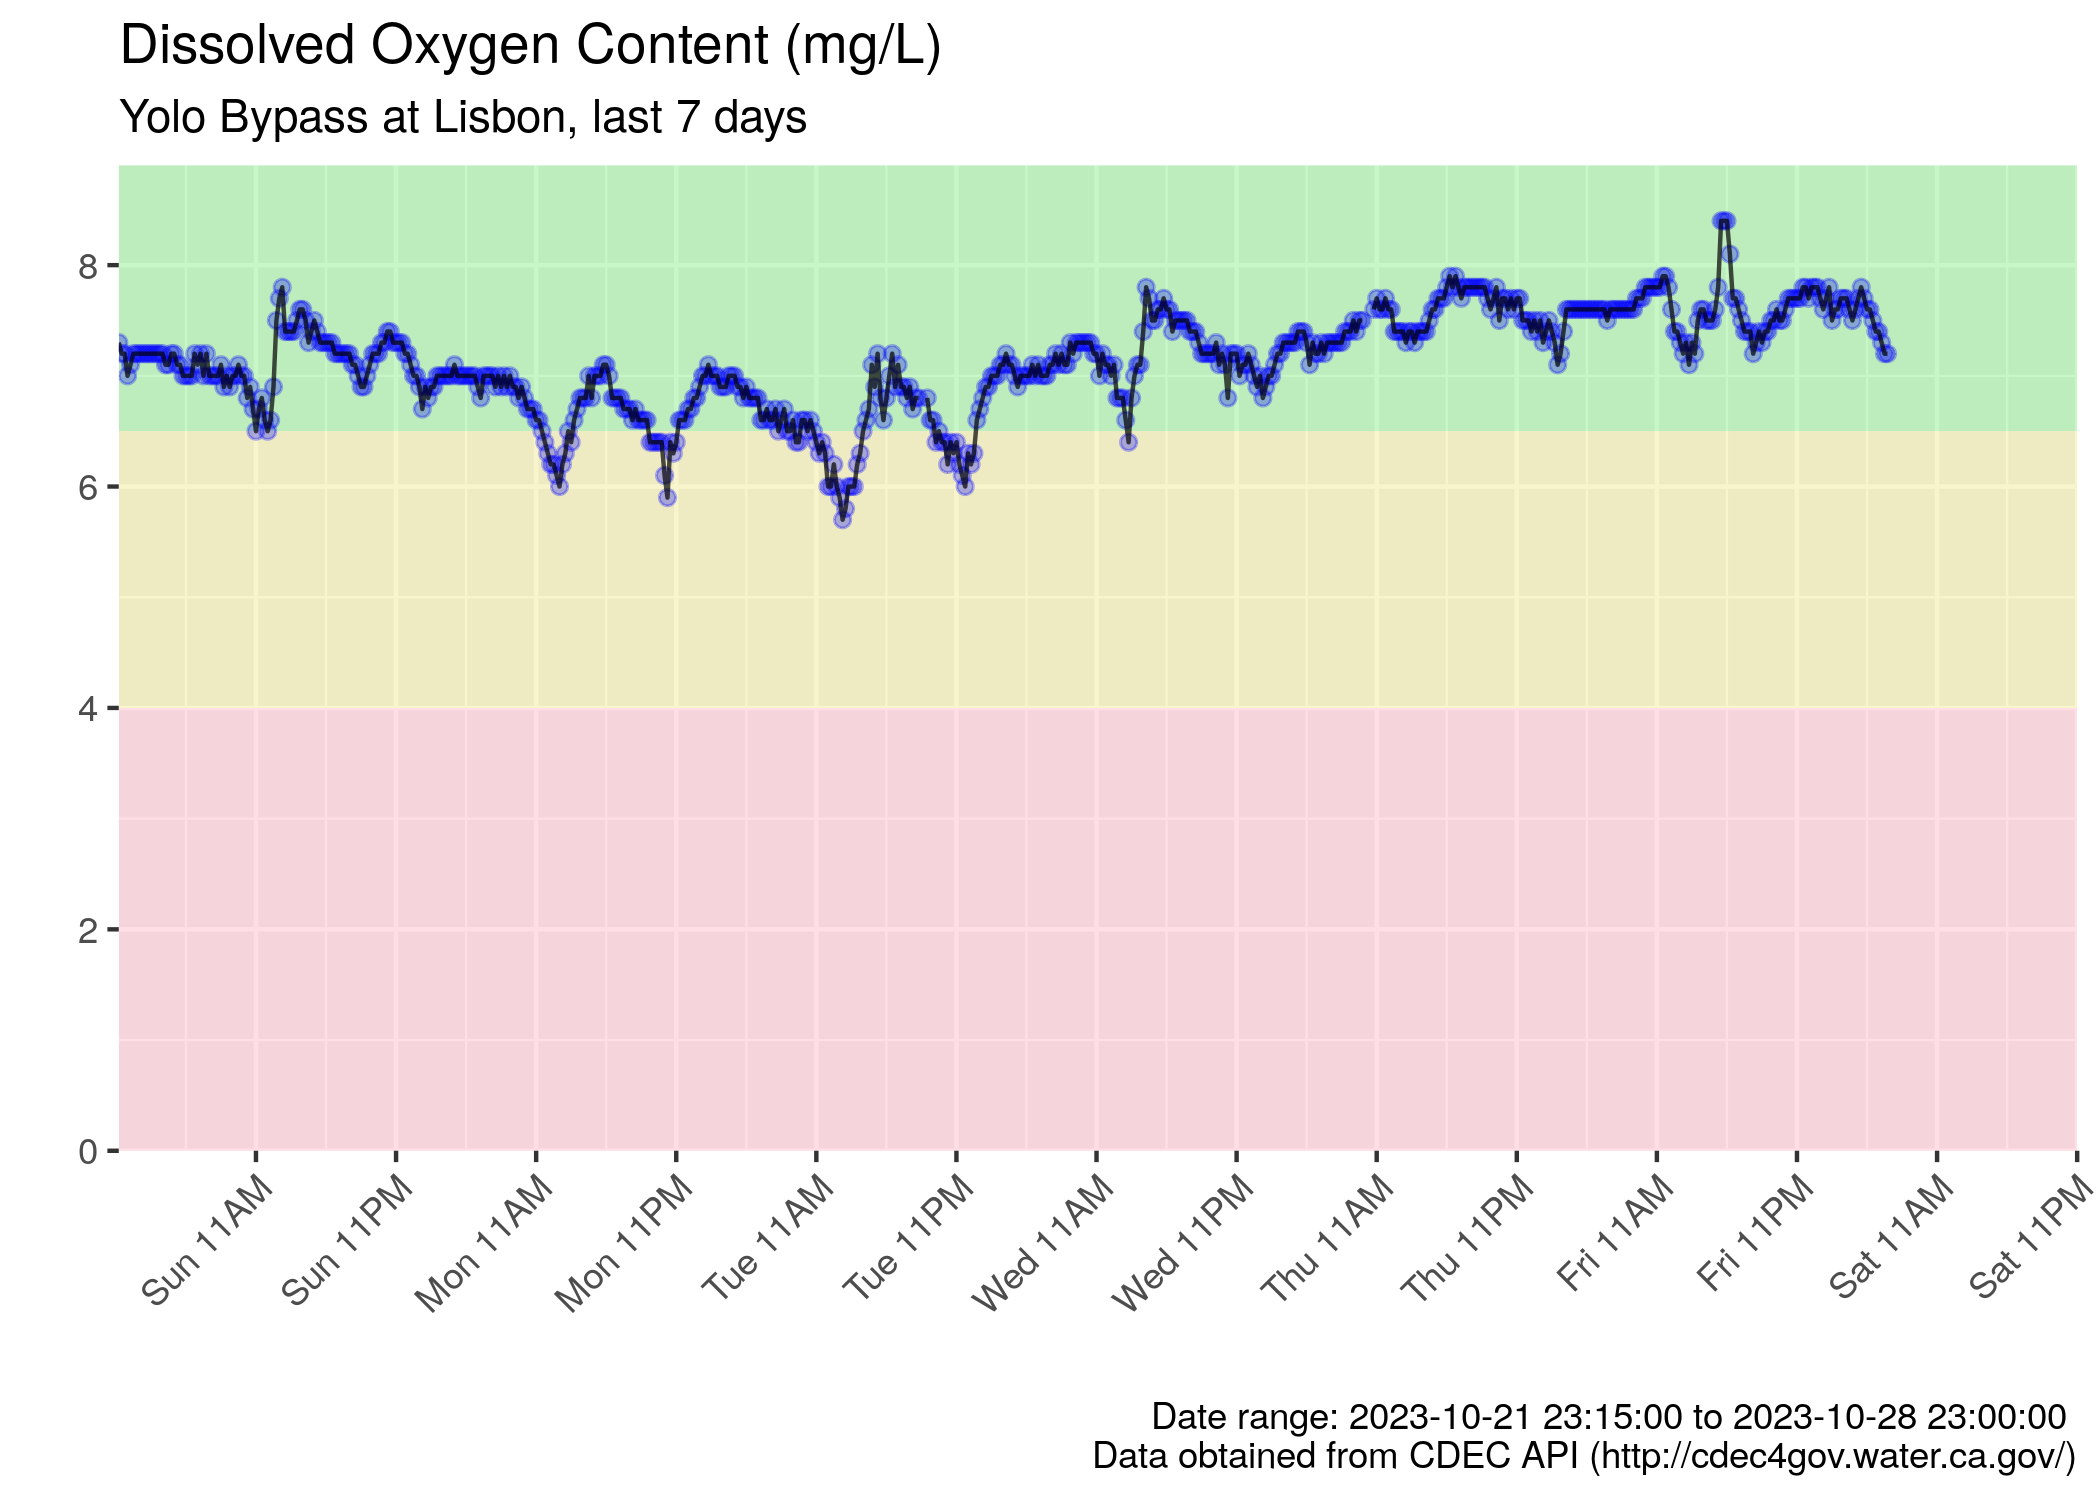 Dissolved Oxygen Content (mg/L)
Yolo Bypass at Lisbon, last 7 days
8
6
4
2
0
Sun 11AM
Sun 11PM
Mon 11AM
Mon 11PM
Tue 11AM
Tue 11PM
Wed 11AM
Wed 11PM
Thu 11AM
Thu 11PM
Fri 11AM
Fri 11PM
Sat 11AM
Sat 11PM
Date range: 2023-10-21 23:15:00 to 2023-10-28 23:00:00
Data obtained from CDEC API (http://cdec4gov.water.ca.gov/)